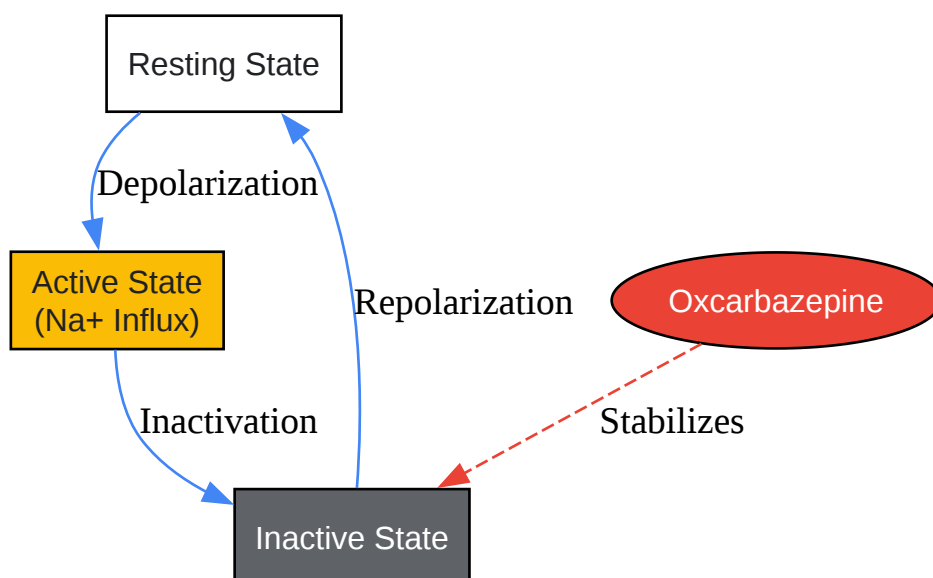 Resting State
Depolarization
Active State
(Na+ Influx)
Repolarization
Oxcarbazepine
Inactivation
Stabilizes
Inactive State